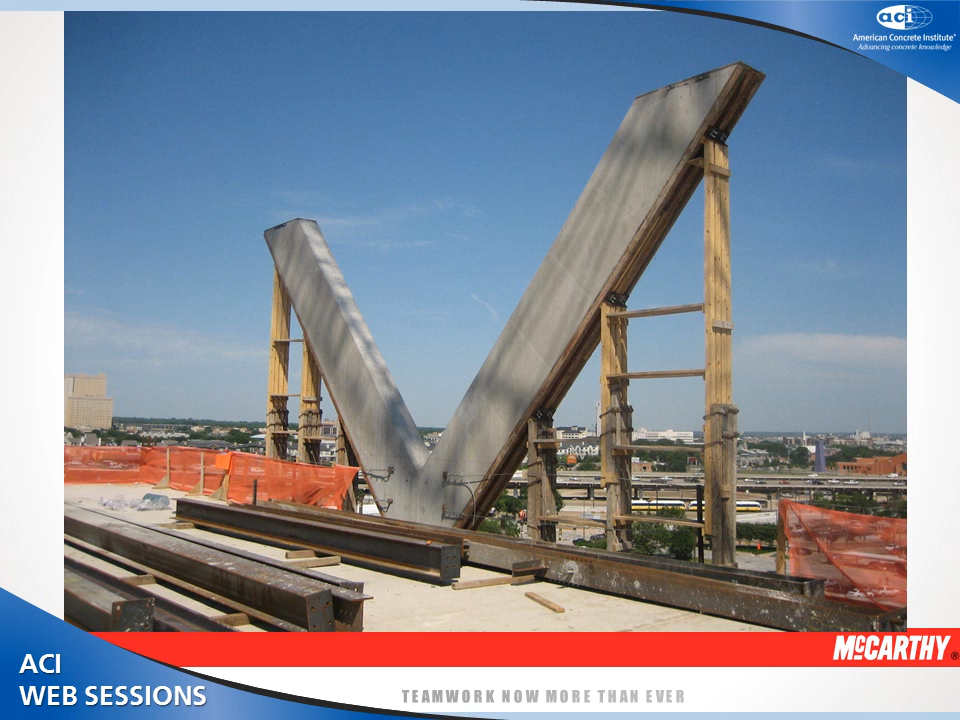 aci
American Concrete Institute®
Advancing concrete knowledge
McCARTHY®
ACI
WEB SESSIONS
TEAMWORK NOW MORE THAN EVER